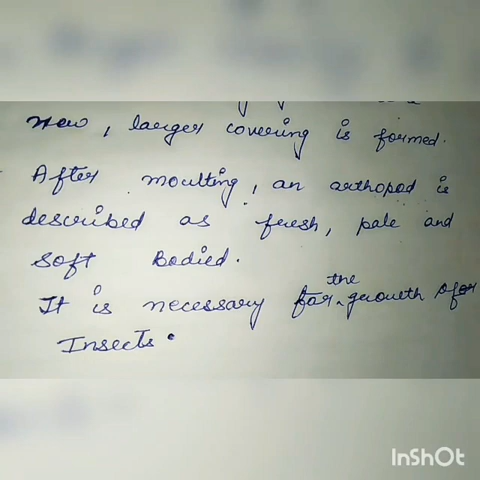 new, larger covering is formed.
After moulting, an arthopod is
described as fresh, pale and
soft Bodied.
It is necessary for the growth of
Insects.
InShOt